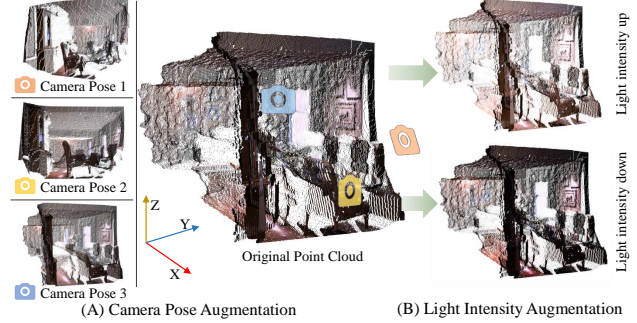 Camera Pose 1
Camera Pose 2
Camera Pose 3
Z
Y
X
Original Point Cloud
Light intensity up
Light intensity down
(A) Camera Pose Augmentation
(B) Light Intensity Augmentation